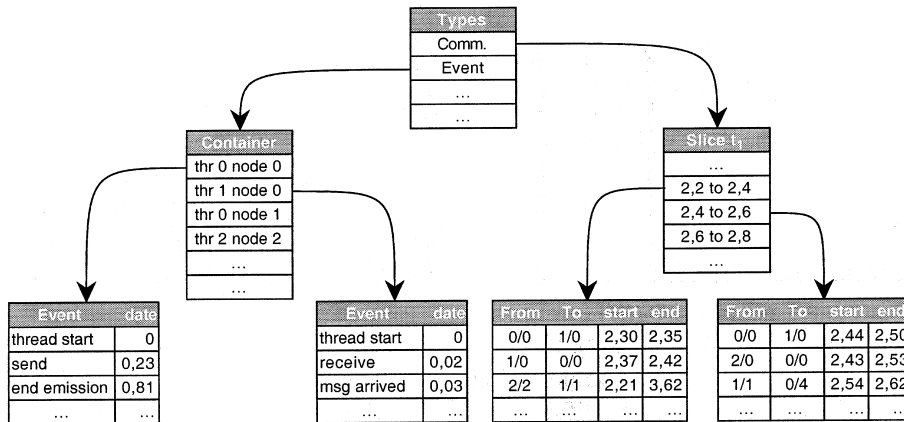 Types
Comm.
Event
...
...
Container
thr 0 node 0
thr 1 node 0
thr 0 node 1
thr 2 node 2
...
...
Slice t1
...
2,2 to 2,4
2,4 to 2,6
2,6 to 2,8
...
Event date
thread start 0
send 0,23
end emission 0,81
... ...
Event date
thread start 0
receive 0,02
msg arrived 0,03
... ...
From To start end
0/0 1/0 2,30 2,35
1/0 0/0 2,37 2,42
2/2 1/1 2,21 3,62
... ... ... ...
From To start end
0/0 1/0 2,44 2,50
2/0 0/0 2,43 2,53
1/1 0/4 2,54 2,62
... ... ... ...